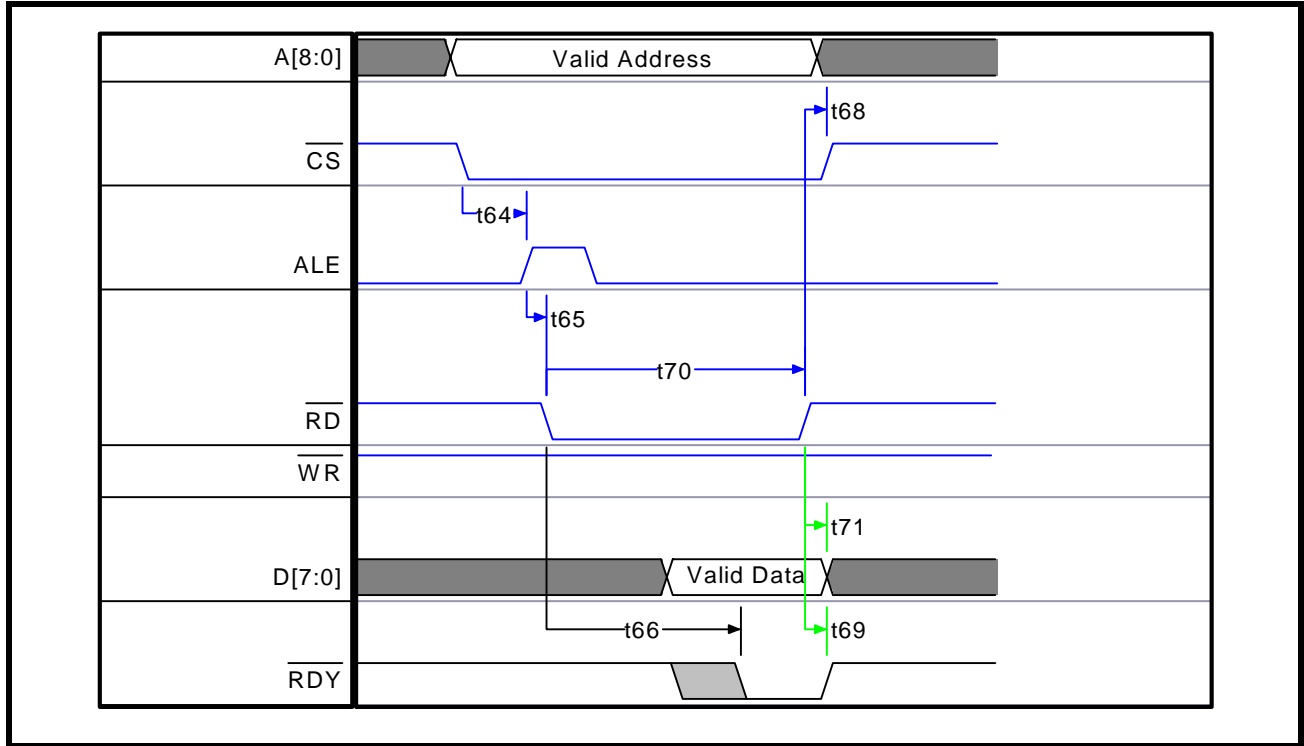 A[8:0]
Valid Address
t68
CS
t64
ALE
t65
t70
RD
WR
t71
D[7:0]
Valid Data
t66
t69
RDY